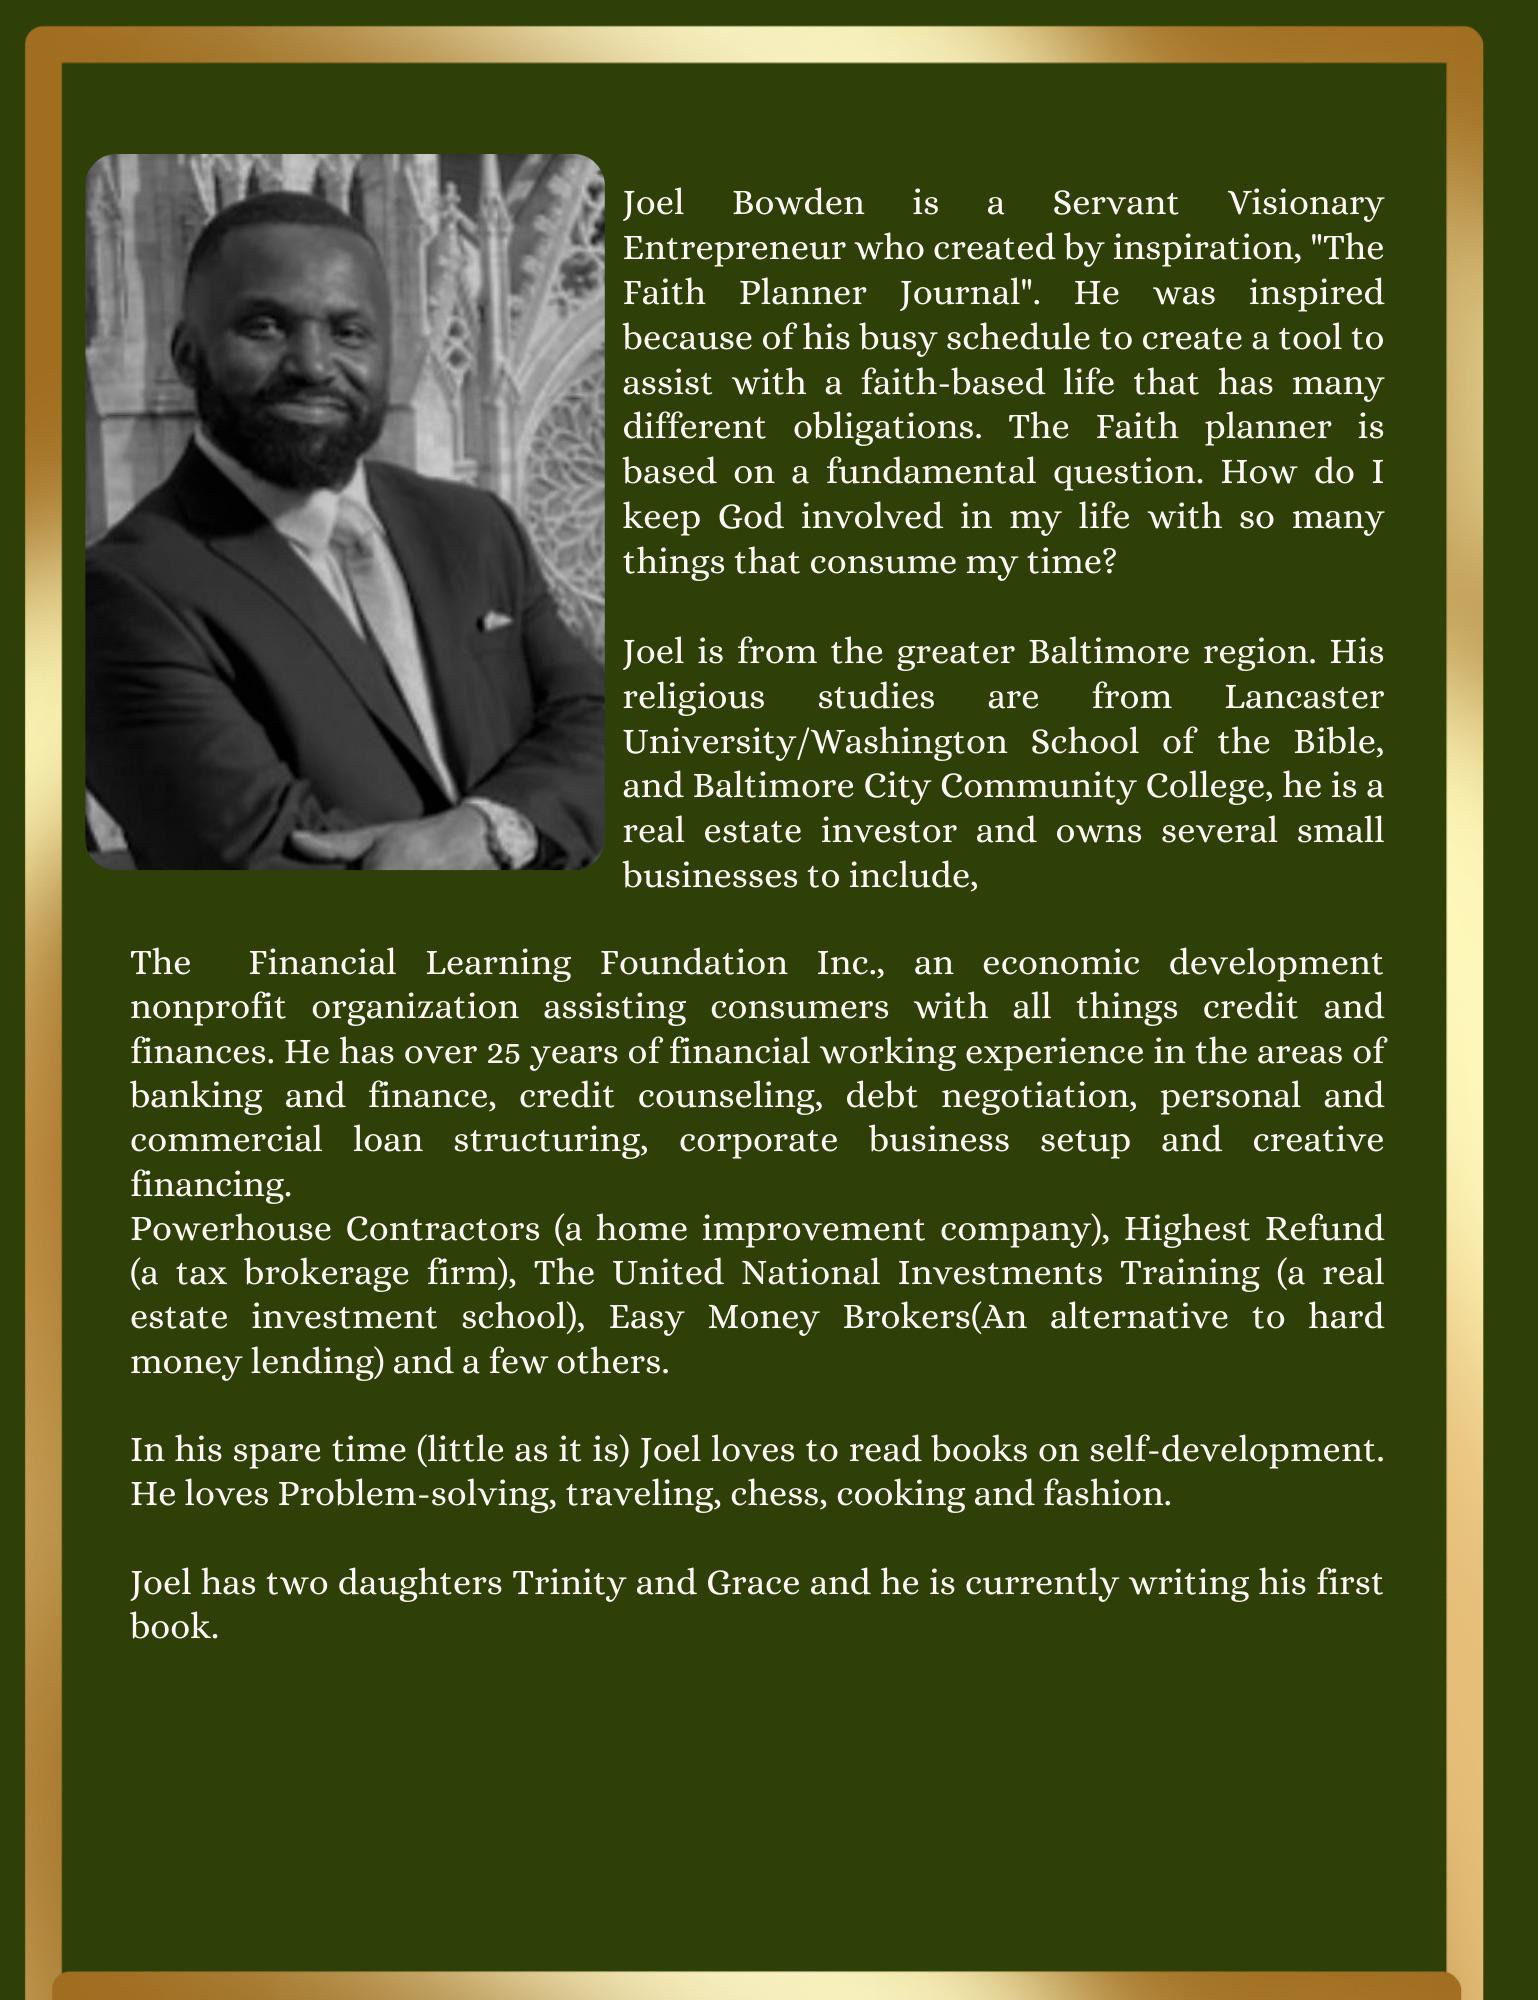 Joel Bowden is a Servant Visionary
Entrepreneur who created by inspiration, "The
Faith Planner Journal". He was inspired
because of his busy schedule to create a tool to
assist with a faith-based life that has many
different obligations. The Faith planner is
based on a fundamental question. How do I
keep God involved in my life with so many
things that consume my time?
Joel is from the greater Baltimore region. His
religious studies are from Lancaster
University/Washington School of the Bible,
and Baltimore City Community College, he is a
real estate investor and owns several small
businesses to include,
The Financial Learning Foundation Inc., an economic development
nonprofit organization assisting consumers with all things credit and
finances. He has over 25 years of financial working experience in the areas of
banking and finance, credit counseling, debt negotiation, personal and
commercial loan structuring, corporate business setup and creative
financing.
Powerhouse Contractors (a home improvement company), Highest Refund
(a tax brokerage firm), The United National Investments Training (a real
estate investment school), Easy Money Brokers(An alternative to hard
money lending) and a few others.
In his spare time (little as it is) Joel loves to read books on self-development.
He loves Problem-solving, traveling, chess, cooking and fashion.
Joel has two daughters Trinity and Grace and he is currently writing his first
book.